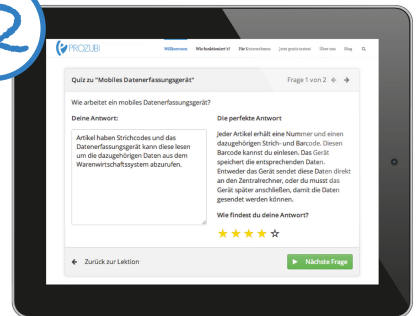 PROZUBI
Willkommen Wie funktioniert's? Für Unternehmen Jetzt gratis testen! Über uns Blog
Quiz zu "Mobiles Datenerfassungsgerät"
Frage 1 von 2
Wie arbeitet ein mobiles Datenerfassungsgerät?
Deine Antwort:
Artikel haben Strichcodes und das
Datenerfassungsgerät kann diese lesen
um die dazugehörigen Daten aus dem
Warenwirtschaftssystem abzurufen.
Die perfekte Antwort
Jeder Artikel erhält eine Nummer und einen
dazugehörigen Strich- und Barcode. Diesen
Barcode kannst du einlesen. Das Gerät
speichert die entsprechenden Daten.
Entweder das Gerät sendet diese Daten direkt
an den Zentralrechner, oder du musst das
Gerät später anschließen, damit die Daten
gesendet werden können.
Wie findest du deine Antwort?
Zurück zur Lektion
Nächste Frage